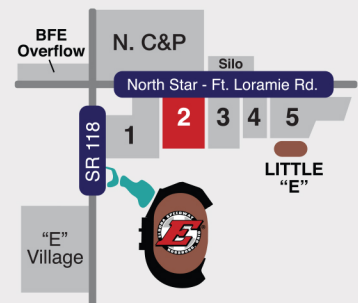 BFE
Overflow
N. C&P
Silo
North Star - Ft. Loramie Rd.
SR 118
1
2
3
4
5
LITTLE
“E”
E
“E”
Village